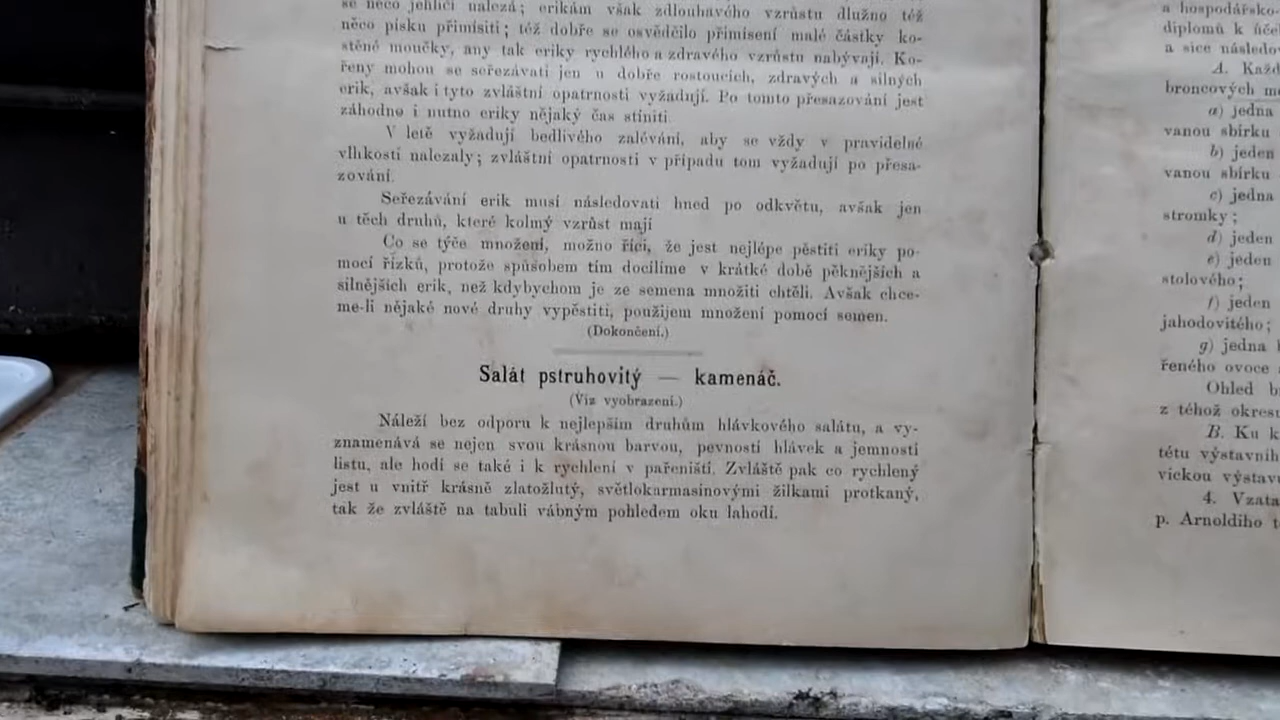 se něco jehličí nalezá; erikám však zdlouhavého vzrůstu dlužno též
něco písku přimísiti; též dobře se osvědčilo přimísení malé částky ko-
stěné moučky, any tak eriky rychlého a zdravého vzrůstu nabývají. Ko-
řeny mohou se seřezávati jen u dobře rostoucích, zdravých a silných
erik, avšak i tyto zvláštní opatrnosti vyžadují. Po tomto přesazování jest
záhodno i nutno eriky nějaký čas stíniti.
V letě vyžadují bedlivého zalévání, aby se vždy v pravidelné
vlhkosti nalezaly; zvláštní opatrnosti v případu tom vyžadují po přesa-
zování.
Seřezávání erik musí následovati hned po odkvětu, avšak jen
u těch druhů, které kolmý vzrůst mají
Co se týče množení, možno říci, že jest nejlépe pěstiti eriky po-
mocí řízků, protože spůsobem tím docílíme v krátké době pěknějších a
silnějších erik, než kdybychom je ze semena množiti chtěli. Avšak chce-
me-li nějaké nové druhy vypěstiti, použijem množení pomocí semen.
(Dokončení.)
Salát pstruhovitý — kamenáč.
(Viz vyobrazení.)
Náleží bez odporu k nejlepším druhům hlávkového salátu, a vy-
znamenává se nejen svou krásnou barvou, pevností hlávek a jemností
listu, ale hodí se také i k rychlení v pařeništi. Zvláště pak co rychlený
jest u vnitř krásně zlatožlutý, světlokarmasinovými žilkami protkaný,
tak že zvláště na tabuli vábným pohledem oku lahodí.
a hospodářsko-
diplomů k úče
a sice následo
A. Každ
broncových m
a) jedna
vanou sbírku
b) jeden
vanou sbírku
c) jedna
stromky;
d) jeden
e) jeden
stolového;
f) jeden
jahodovitého;
g) jedna
řeného ovoce
Ohled b
z téhož okres
B. Ku k
tétu výstavníh
vickou výstav
4. Vzata
p. Arnoldiho t